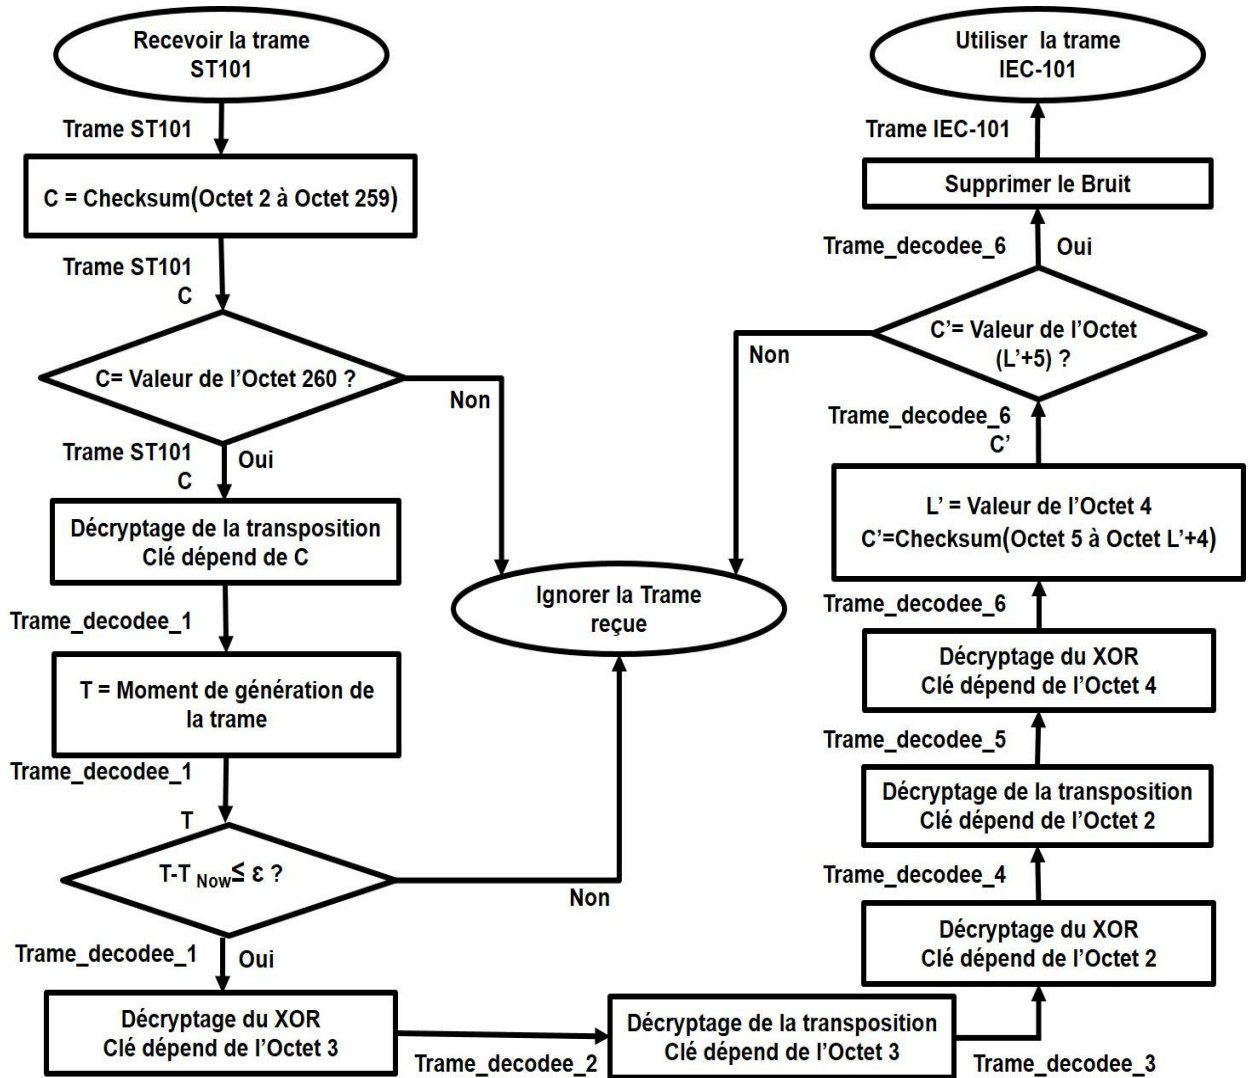 Recevoir la trame
ST101
Trame ST101
C = Checksum(Octet 2 à Octet 259)
Trame ST101
C
C= Valeur de l'Octet 260 ?
Non
Trame ST101
C
Oui
Décryptage de la transposition
Clé dépend de C
Trame_decodee_1
T = Moment de génération de
la trame
Trame_decodee_1
T
T-T Now≤ ε ?
Non
Trame_decodee_1
Oui
Décryptage du XOR
Clé dépend de l'Octet 3
Trame_decodee_2
Décryptage de la transposition
Clé dépend de l'Octet 3
Trame_decodee_3
Décryptage du XOR
Clé dépend de l'Octet 2
Trame_decodee_4
Décryptage de la transposition
Clé dépend de l'Octet 2
Trame_decodee_5
Décryptage du XOR
Clé dépend de l'Octet 4
Trame_decodee_6
L' = Valeur de l'Octet 4
C'=Checksum(Octet 5 à Octet L'+4)
Trame_decodee_6
C'
C'= Valeur de l'Octet
(L'+5) ?
Non
Ignorer la Trame
reçue
Trame_decodee_6
Oui
Supprimer le Bruit
Trame IEC-101
Utiliser la trame
IEC-101